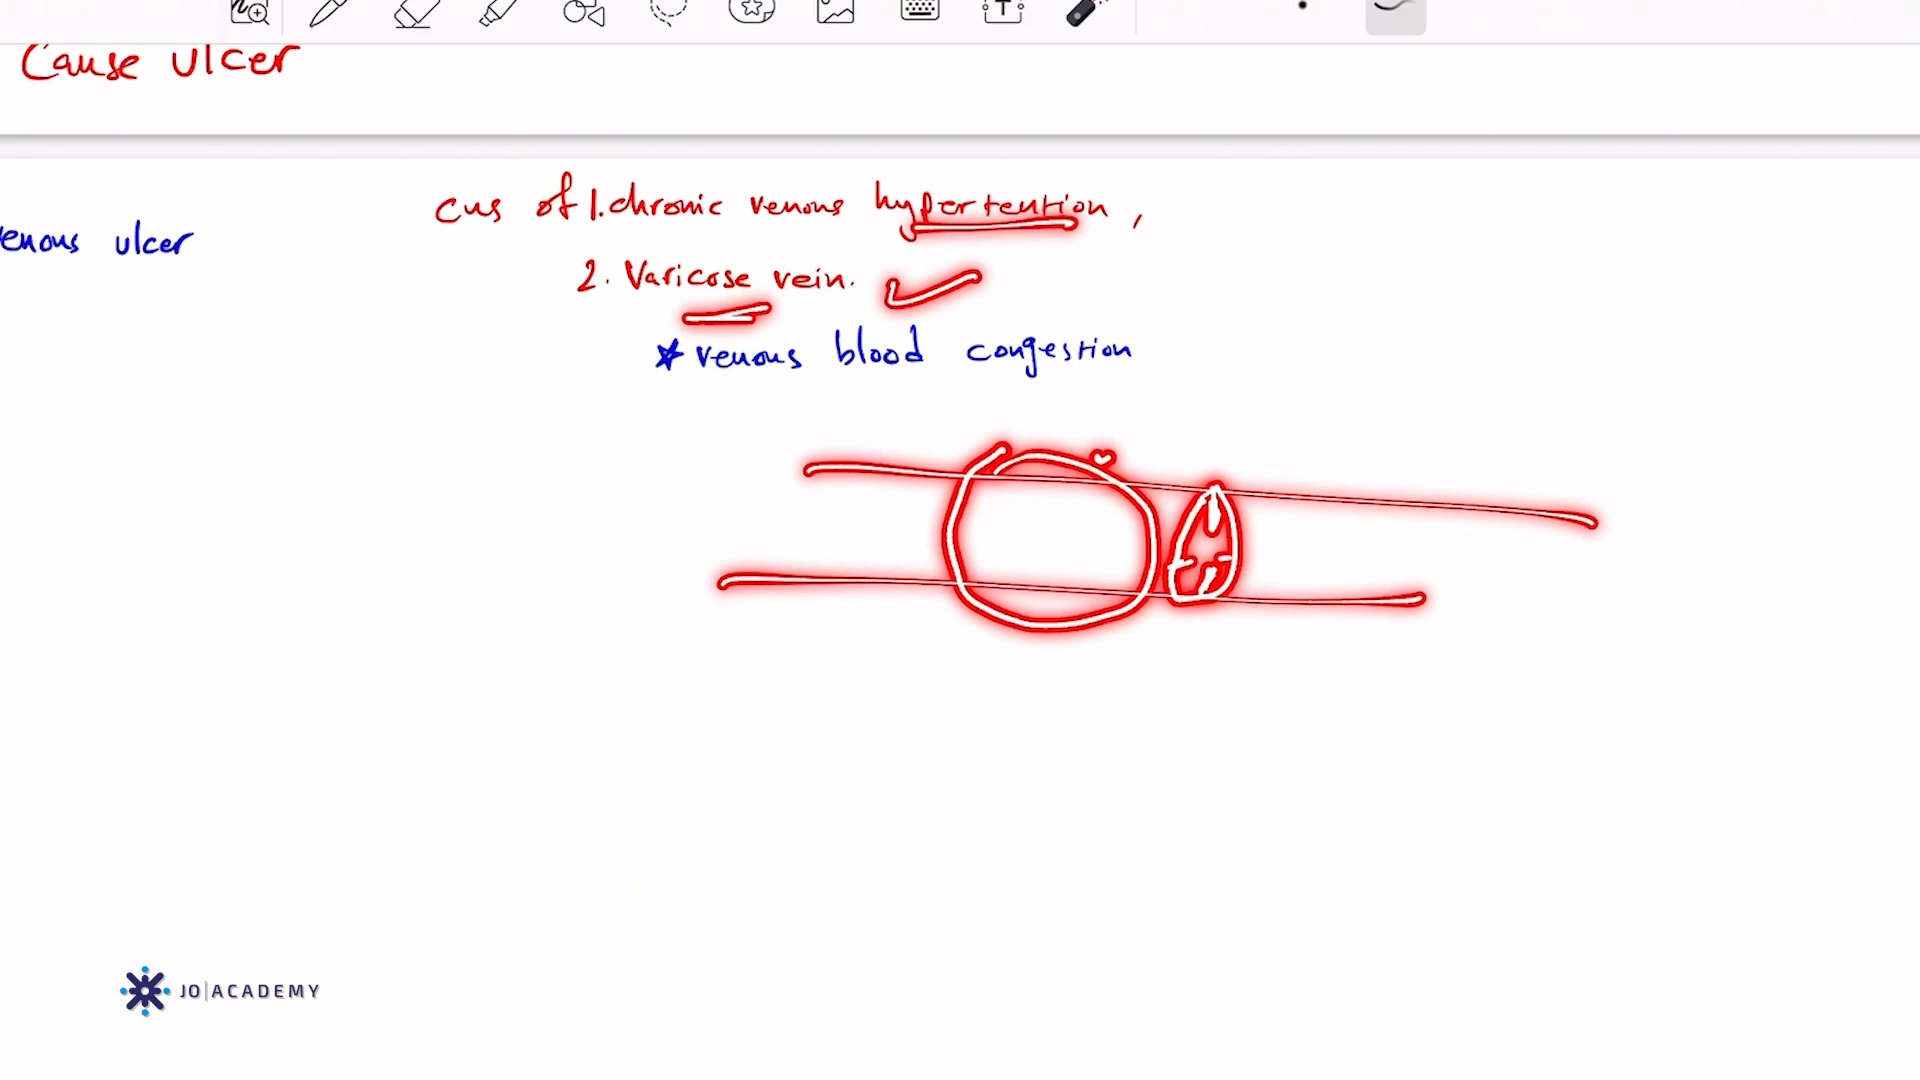 Cause ulcer
cus of 1. chronic venous hypertention,
enous ulcer
2. Varicose vein.
* venous blood congestion
JO|ACADEMY